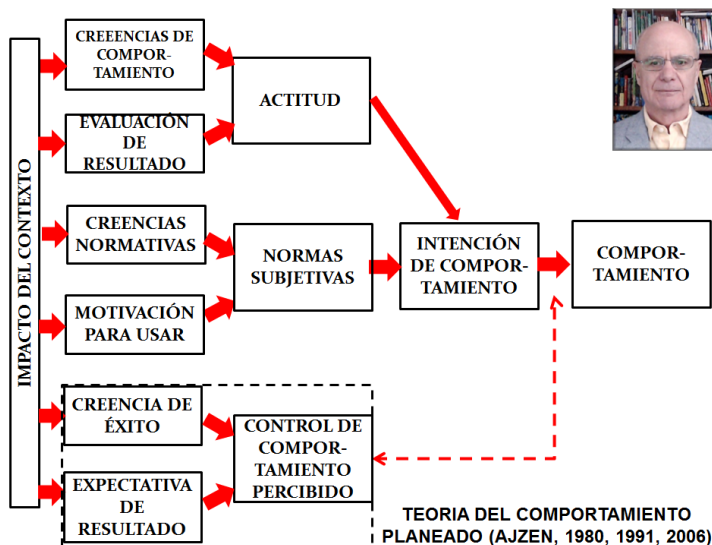 IMPACTO DEL CONTEXTO
CREEENCIAS DE
COMPOR-
TAMIENTO
EVALUACIÓN
DE
RESULTADO
ACTITUD
CREENCIAS
NORMATIVAS
MOTIVACIÓN
PARA USAR
NORMAS
SUBJETIVAS
INTENCIÓN
DE COMPOR-
TAMIENTO
COMPOR-
TAMIENTO
CREENCIA DE
ÉXITO
EXPECTATIVA
DE
RESULTADO
CONTROL DE
COMPOR-
TAMIENTO
PERCIBIDO
TEORIA DEL COMPORTAMIENTO
PLANEADO (AJZEN, 1980, 1991, 2006)